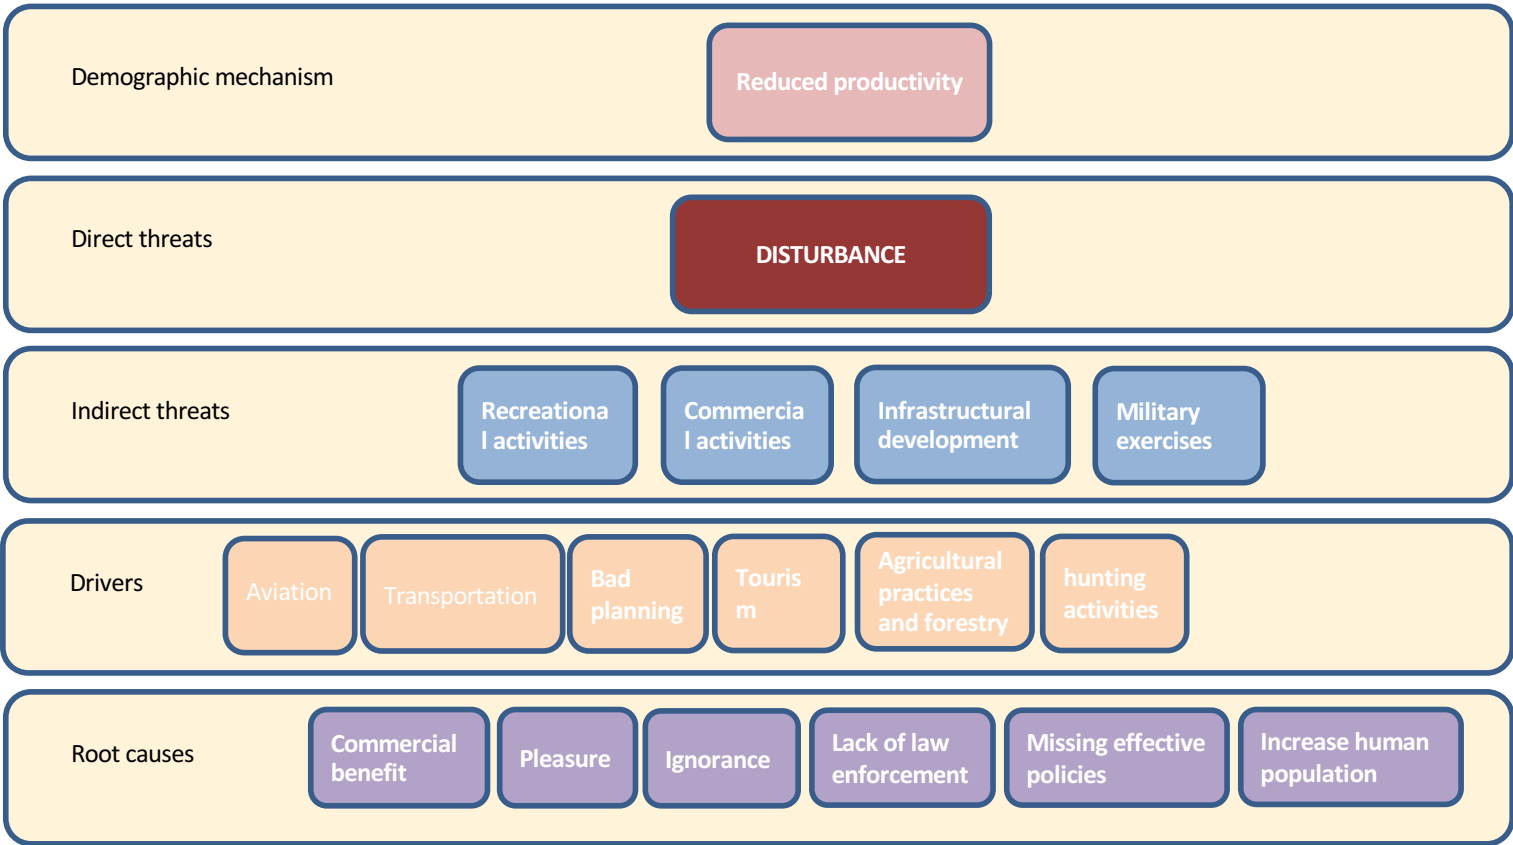 Demographic mechanism
Reduced productivity
Direct threats
DISTURBANCE
Indirect threats
Recreationa
l activities
Commercia
l activities
Infrastructural
development
Military
exercises
Drivers
Aviation
Transportation
Bad
planning
Touris
m
Agricultural
practices
and forestry
hunting
activities
Root causes
Commercial
benefit
Pleasure
Ignorance
Lack of law
enforcement
Missing effective
policies
Increase human
population